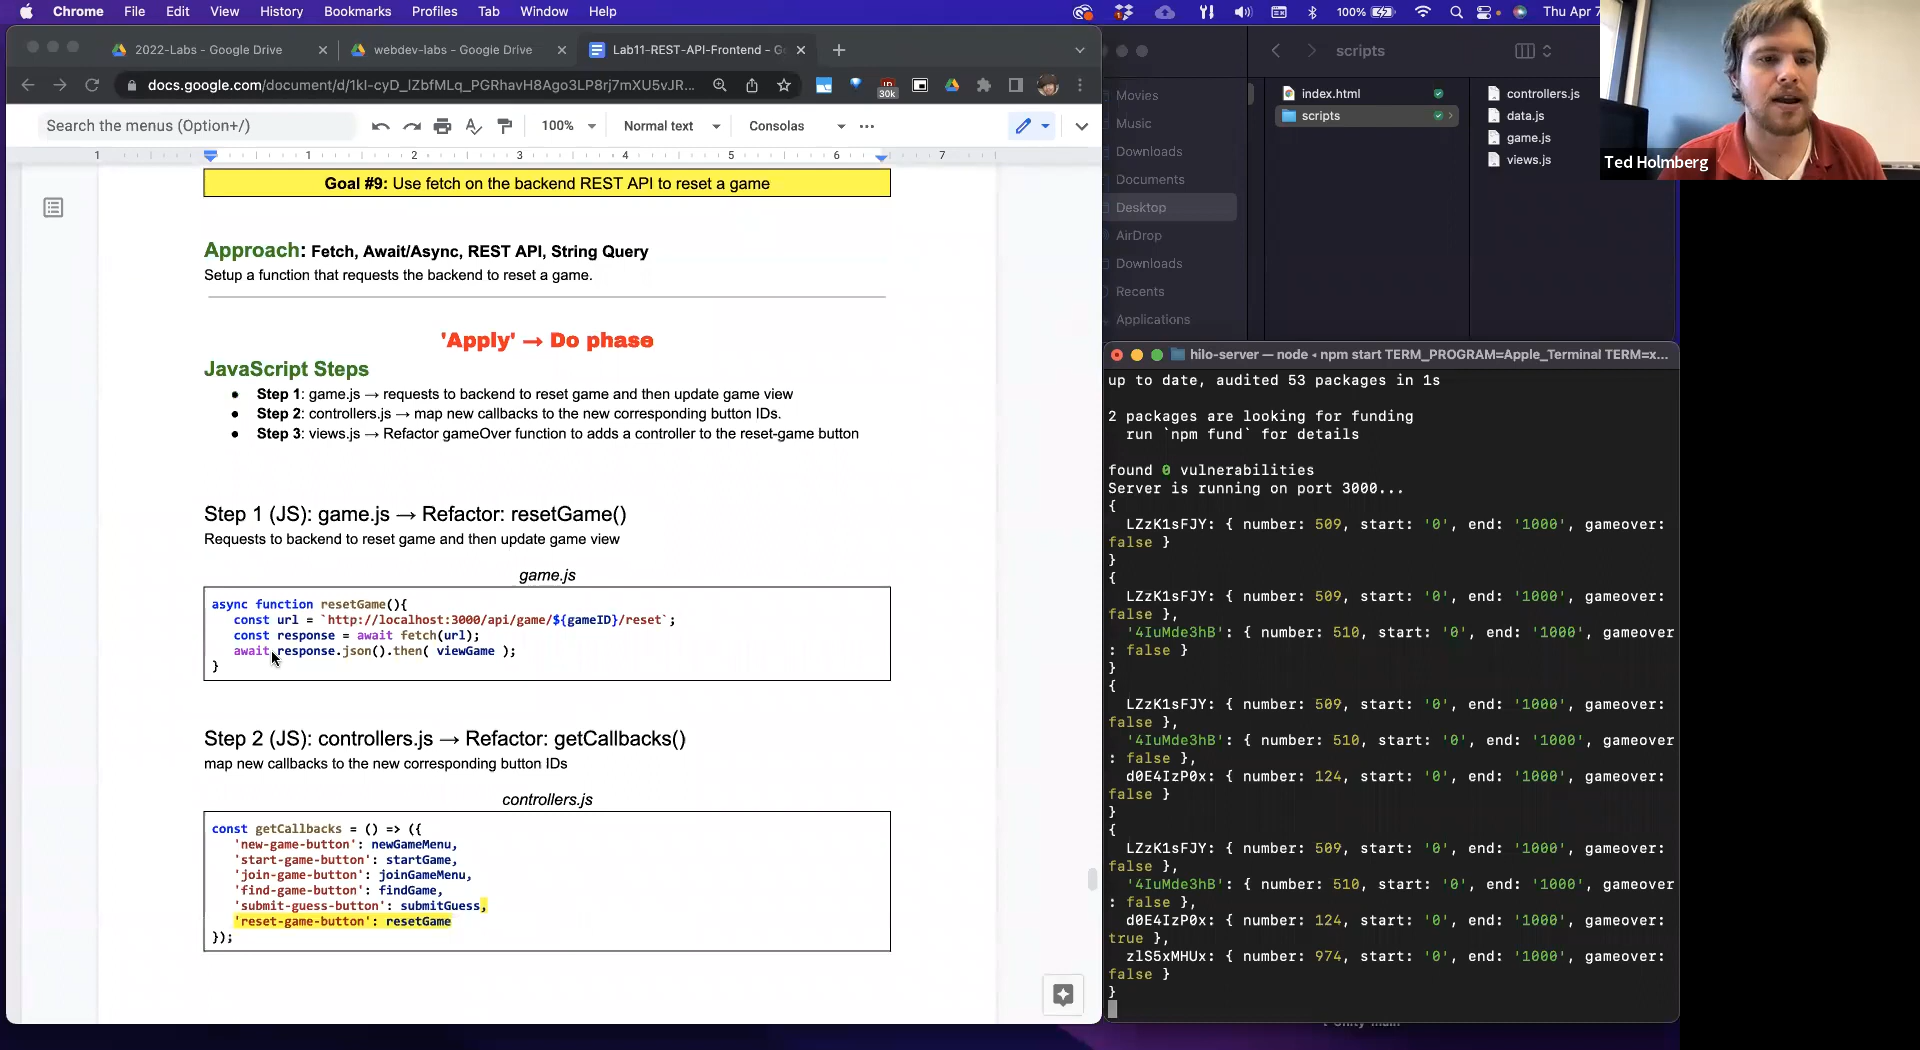 Chrome File Edit View History Bookmarks Profiles Tab Window Help
100% Thu Apr 7
2022-Labs - Google Drive
webdev-labs - Google Drive
Lab11-REST-API-Frontend - G
docs.google.com/document/d/1kI-cyD_IZbfMLq_PGRhavH8Ago3LP8rj7mXU5vJR...
30k
Search the menus (Option+/)
100%
Normal text
Consolas
1 1 2 3 4 5 6 7
Goal #9: Use fetch on the backend REST API to reset a game
Approach: Fetch, Await/Async, REST API, String Query
Setup a function that requests the backend to reset a game.
'Apply' → Do phase
JavaScript Steps
● Step 1: game.js → requests to backend to reset game and then update game view
● Step 2: controllers.js → map new callbacks to the new corresponding button IDs.
● Step 3: views.js → Refactor gameOver function to adds a controller to the reset-game button
Step 1 (JS): game.js → Refactor: resetGame()
Requests to backend to reset game and then update game view
game.js
async function resetGame(){
const url = `http://localhost:3000/api/game/${gameID}/reset`;
const response = await fetch(url);
await response.json().then( viewGame );
}
Step 2 (JS): controllers.js → Refactor: getCallbacks()
map new callbacks to the new corresponding button IDs
controllers.js
const getCallbacks = () => ({
'new-game-button': newGameMenu,
'start-game-button': startGame,
'join-game-button': joinGameMenu,
'find-game-button': findGame,
'submit-guess-button': submitGuess,
'reset-game-button': resetGame
});
scripts
Movies
Music
Downloads
Documents
Desktop
AirDrop
Downloads
Recents
Applications
index.html
scripts
controllers.js
data.js
game.js
views.js
Ted Holmberg
hilo-server — node ◂ npm start TERM_PROGRAM=Apple_Terminal TERM=x...
up to date, audited 53 packages in 1s
2 packages are looking for funding
run `npm fund` for details
found 0 vulnerabilities
Server is running on port 3000...
{
LZzK1sFJY: { number: 509, start: '0', end: '1000', gameover:
false }
}
{
LZzK1sFJY: { number: 509, start: '0', end: '1000', gameover:
false },
'4IuMde3hB': { number: 510, start: '0', end: '1000', gameover
: false }
}
{
LZzK1sFJY: { number: 509, start: '0', end: '1000', gameover:
false },
'4IuMde3hB': { number: 510, start: '0', end: '1000', gameover
: false },
d0E4IzP0x: { number: 124, start: '0', end: '1000', gameover:
false }
}
{
LZzK1sFJY: { number: 509, start: '0', end: '1000', gameover:
false },
'4IuMde3hB': { number: 510, start: '0', end: '1000', gameover
: false },
d0E4IzP0x: { number: 124, start: '0', end: '1000', gameover:
true },
zlS5xMHUx: { number: 974, start: '0', end: '1000', gameover:
false }
}